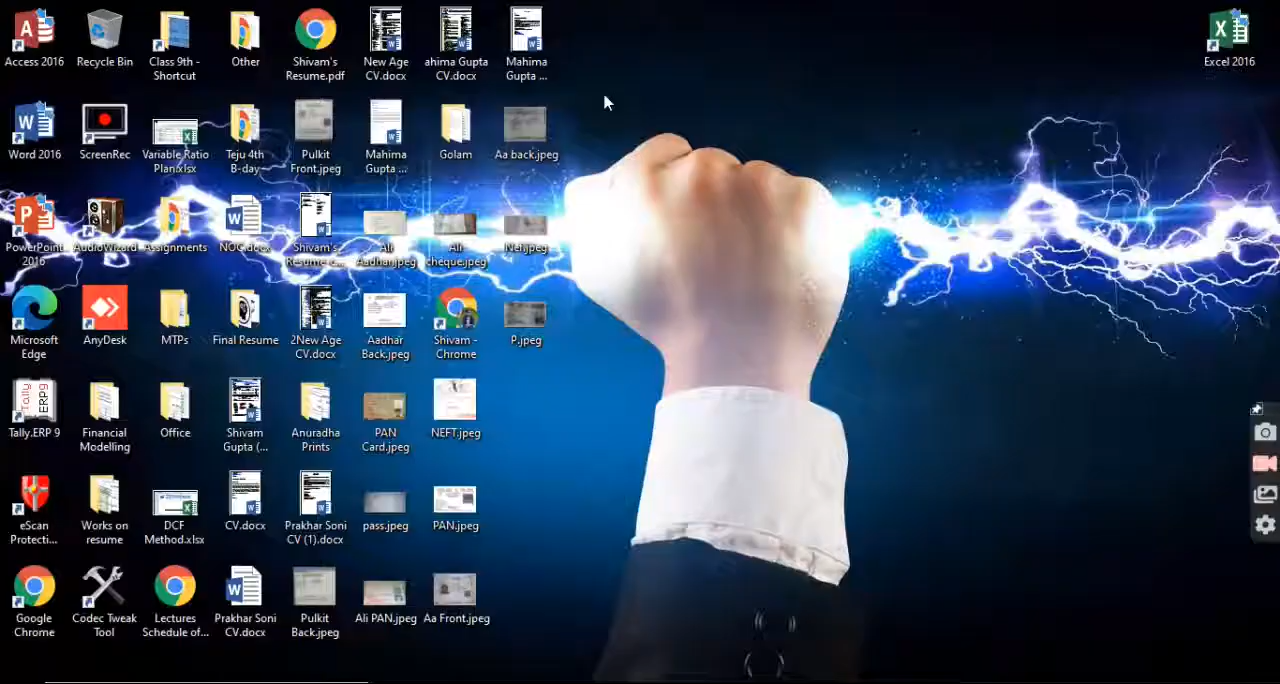 Access 2016
Recycle Bin
Class 9th -
Shortcut
Other
Shivam's
Resume.pdf
New Age
CV.docx
ahima Gupta
CV.docx
Mahima
Gupta ...
Excel 2016
Word 2016
ScreenRec
Variable Ratio
Plan.xlsx
Teju 4th
B-day
Pulkit
Front.jpeg
Mahima
Gupta ...
Golam
Aa back.jpeg
PowerPoint
2016
AudioWizard
Assignments
NOC.docx
Shivam's
Ali
Aadhar.jpeg
Ali
cheque.jpeg
Nefi.jpeg
Microsoft
Edge
AnyDesk
MTPs
Final Resume
2New Age
CV.docx
Aadhar
Back.jpeg
Shivam -
Chrome
P.jpeg
Tally.ERP 9
Financial
Modelling
Office
Shivam
Gupta (...
Anuradha
Prints
PAN
Card.jpeg
NEFT.jpeg
eScan
Protecti...
Works on
resume
DCF
Method.xlsx
CV.docx
Prakhar Soni
CV (1).docx
pass.jpeg
PAN.jpeg
Google
Chrome
Codec Tweak
Tool
Lectures
Schedule of...
Prakhar Soni
CV.docx
Pulkit
Back.jpeg
Ali PAN.jpeg
Aa Front.jpeg